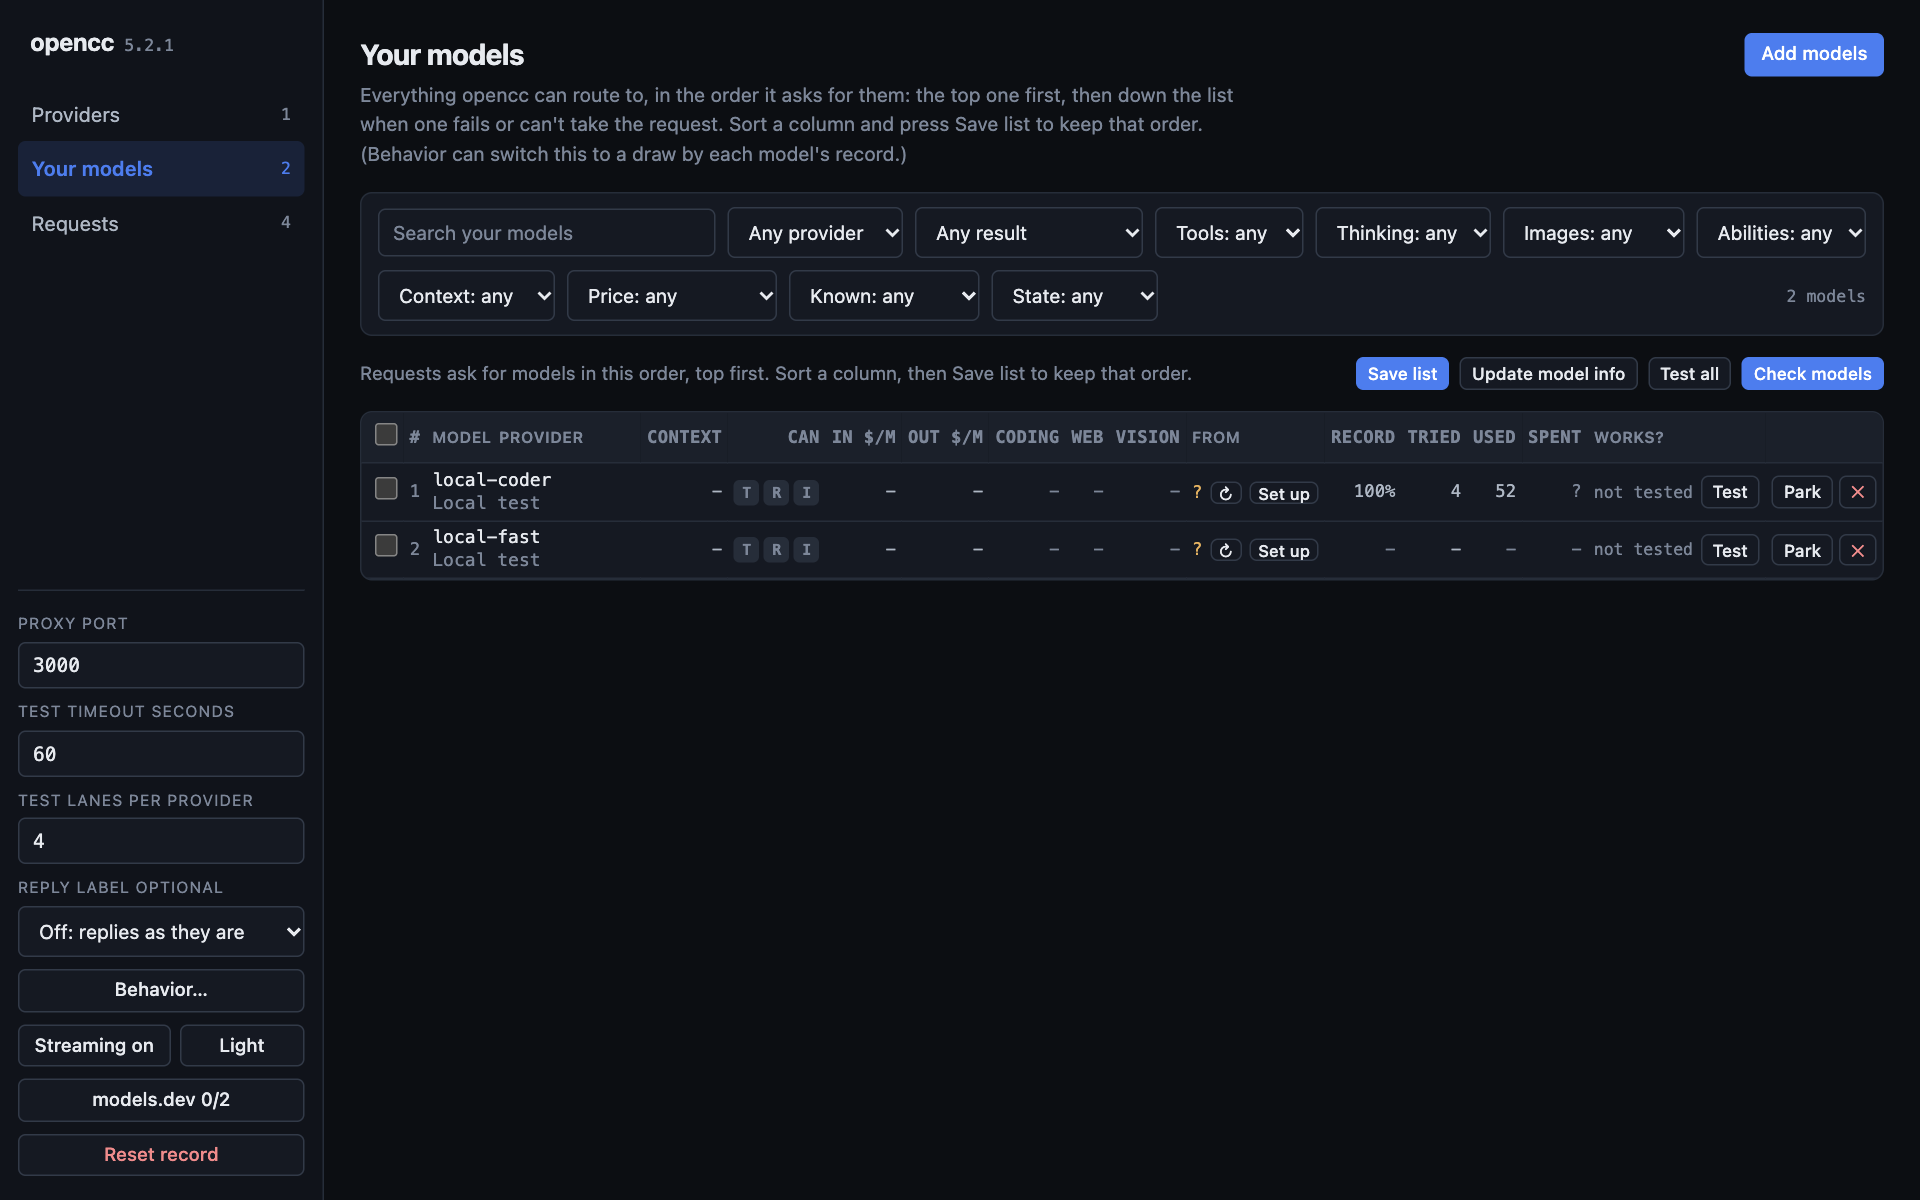 opencc 5.2.1
Providers 1
Your models 2
Requests 4
PROXY PORT
3000
TEST TIMEOUT SECONDS
60
TEST LANES PER PROVIDER
4
REPLY LABEL OPTIONAL
Off: replies as they are
Behavior...
Streaming on Light
models.dev 0/2
Reset record
Your models
Add models
Everything opencc can route to, in the order it asks for them: the top one first, then down the list
when one fails or can't take the request. Sort a column and press Save list to keep that order.
(Behavior can switch this to a draw by each model's record.)
Search your models Any provider Any result Tools: any Thinking: any Images: any Abilities: any
Context: any Price: any Known: any State: any 2 models
Requests ask for models in this order, top first. Sort a column, then Save list to keep that order. Save list Update model info Test all Check models
# MODEL PROVIDER CONTEXT CAN IN $/M OUT $/M CODING WEB VISION FROM RECORD TRIED USED SPENT WORKS?
1 local-coder – T R I – – – – – ? ↻ Set up 100% 4 52 ? not tested Test Park ✕
Local test
2 local-fast – T R I – – – – – ? ↻ Set up – – – – not tested Test Park ✕
Local test